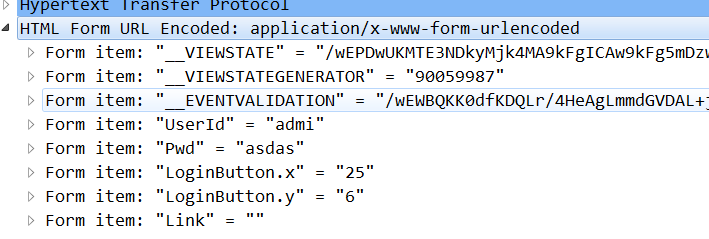 Hypertext Transfer Protocol
HTML Form URL Encoded: application/x-www-form-urlencoded
Form item: "__VIEWSTATE" = "/wEPDwUKMTE3NDkyMjk4MA9kFgICAw9kFg5mDzw
Form item: "__VIEWSTATEGENERATOR" = "90059987"
Form item: "__EVENTVALIDATION" = "/wEWBQKK0dfKDQLr/4HeAgLmmdGVDAL+j
Form item: "UserId" = "admi"
Form item: "Pwd" = "asdas"
Form item: "LoginButton.x" = "25"
Form item: "LoginButton.y" = "6"
Form item: "Link" = ""